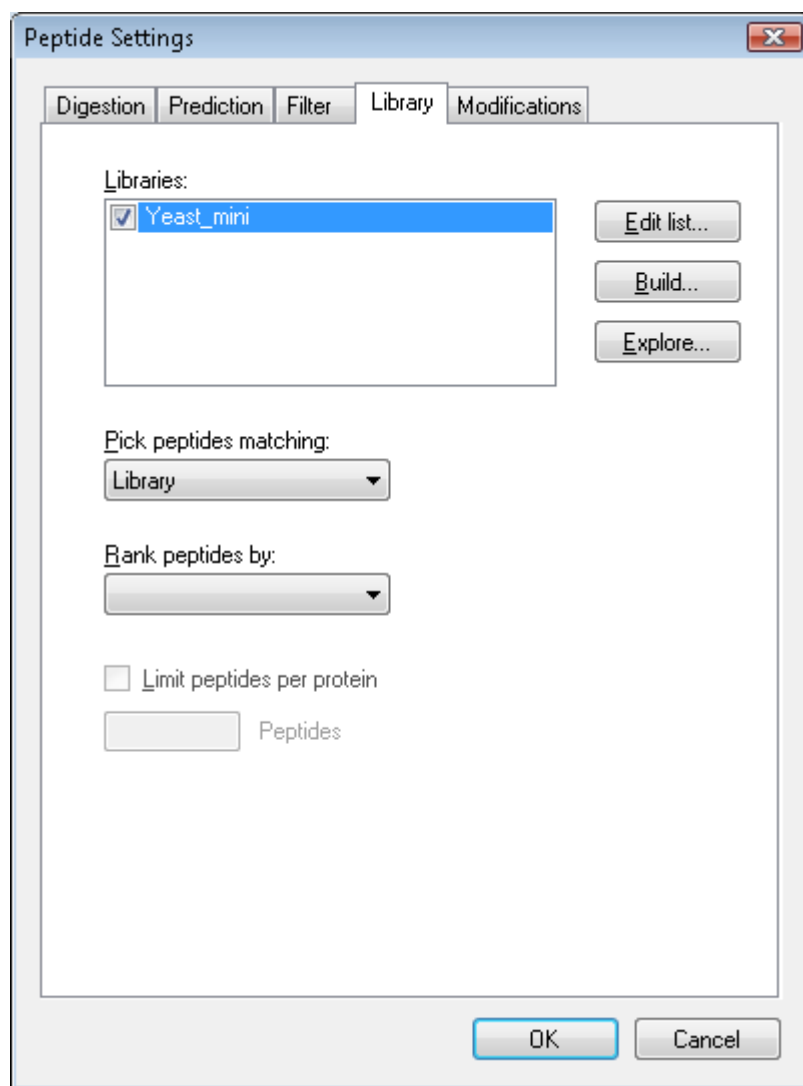 Peptide Settings
Digestion Prediction Filter Library Modifications
Libraries:
Yeast_mini
Edit list...
Build...
Explore...
Pick peptides matching:
Library
Rank peptides by:
Limit peptides per protein
Peptides
OK Cancel